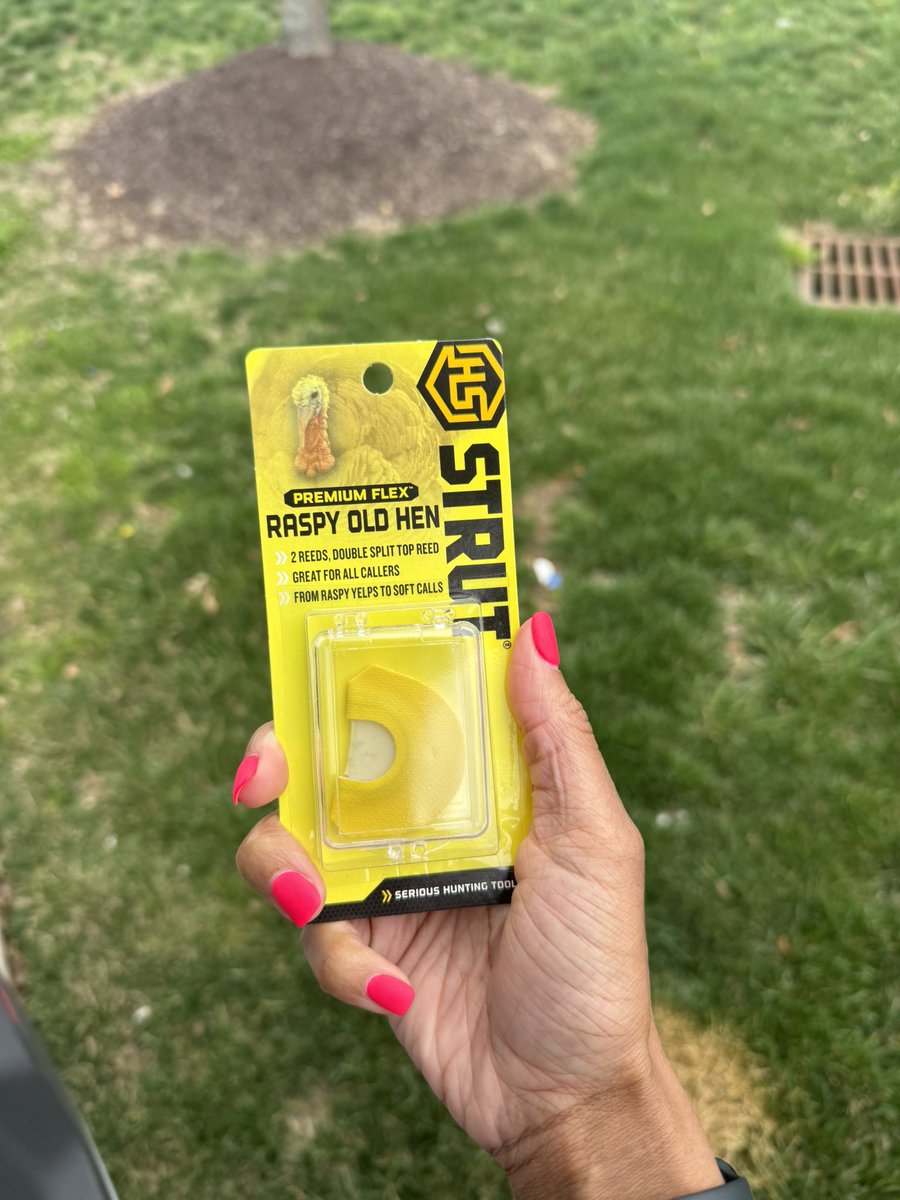 HS
STRUT®
PREMIUM FLEX™
RASPY OLD HEN
» 2 REEDS, DOUBLE SPLIT TOP REED
» GREAT FOR ALL CALLERS
» FROM RASPY YELPS TO SOFT CALLS
» SERIOUS HUNTING TOOL